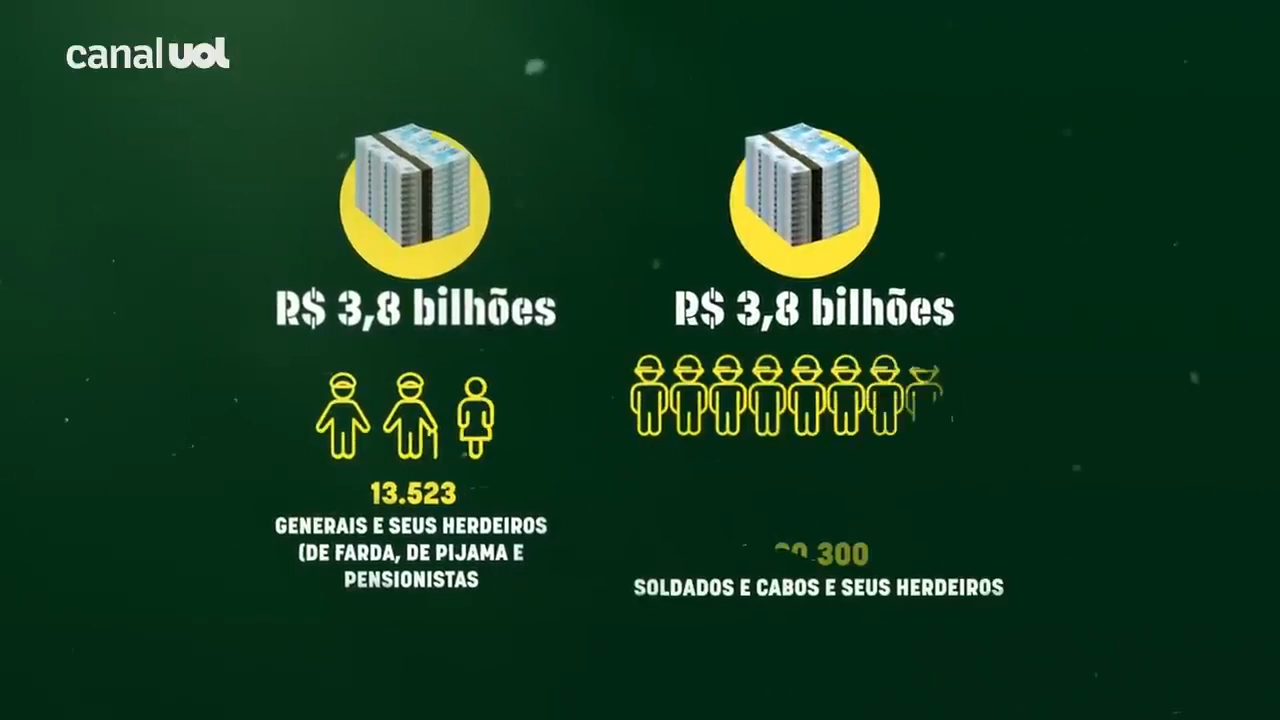 canal uol
R$ 3,8 bilhões
13.523
GENERAIS E SEUS HERDEIROS
(DE FARDA, DE PIJAMA E
PENSIONISTAS
R$ 3,8 bilhões
SOLDADOS E CABOS E SEUS HERDEIROS